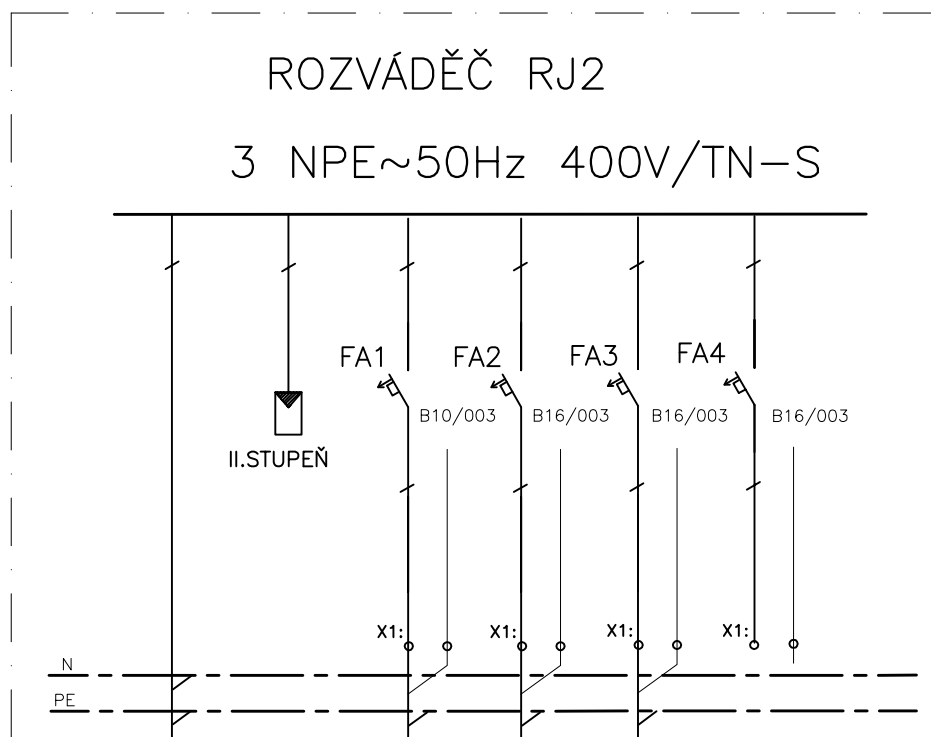 ROZVÁDĚČ RJ2
3 NPE~50Hz 400V/TN-S
FA1 FA2 FA3 FA4
B10/003 B16/003 B16/003 B16/003
II.STUPEŇ
X1: X1: X1: X1:
N
PE